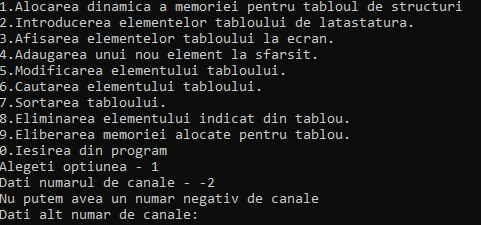 1.Alocarea dinamica a memoriei pentru tabloul de structuri
2.Introducerea elementelor tabloului de latastatura.
3.Afisarea elementelor tabloului la ecran.
4.Adaugarea unui nou element la sfarsit.
5.Modificarea elementului tabloului.
6.Cautarea elementului tabloului.
7.Sortarea tabloului.
8.Eliminarea elementului indicat din tablou.
9.Eliberarea memoriei alocate pentru tablou.
0.Iesirea din program
Alegeti optiunea - 1
Dati numarul de canale - -2
Nu putem avea un numar negativ de canale
Dati alt numar de canale: